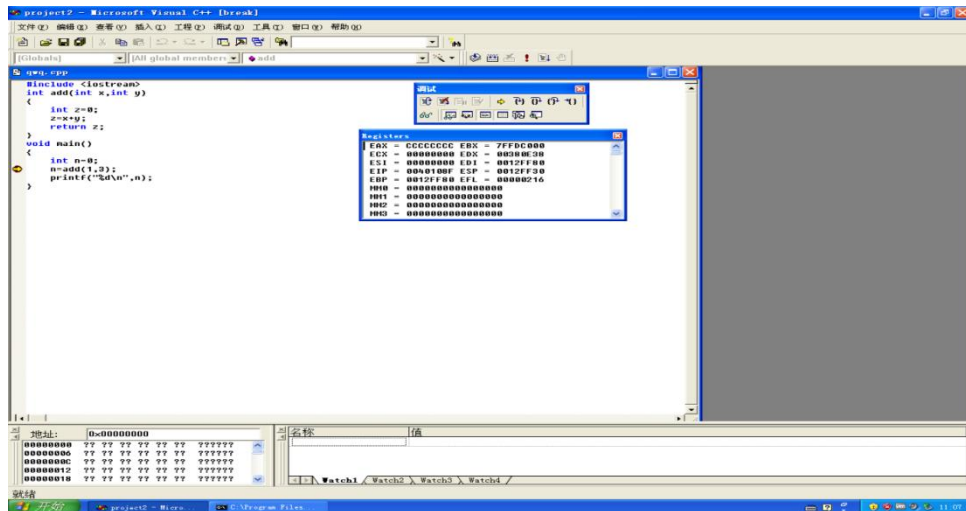 project2 - Microsoft Visual C++ [break]
文件(F) 编辑(E) 查看(V) 插入(I) 工程(P) 调试(D) 工具(T) 窗口(W) 帮助(H)
[Globals] [All global members] add
qwq.cpp
#include <iostream>
int add(int x,int y)
{
int z=0;
z=x+y;
return z;
}
void main()
{
int n=0;
n=add(1,3);
printf("%d\n",n);
}
调试
Registers
EAX = CCCCCCCC EBX = 7FFDC000
ECX = 00000000 EDX = 00380E38
ESI = 00000000 EDI = 0012FF80
EIP = 0040108F ESP = 0012FF30
EBP = 0012FF80 EFL = 00000216
MM0 = 0000000000000000
MM1 = 0000000000000000
MM2 = 0000000000000000
MM3 = 0000000000000000
地址: 0x00000000
00000000 ?? ?? ?? ?? ?? ?? ??????
00000006 ?? ?? ?? ?? ?? ?? ??????
0000000C ?? ?? ?? ?? ?? ?? ??????
00000012 ?? ?? ?? ?? ?? ?? ??????
00000018 ?? ?? ?? ?? ?? ?? ??????
名称 值
Watch1 Watch2 Watch3 Watch4
就绪
开始 project2 - Micro... C:\Program Files... 11:07